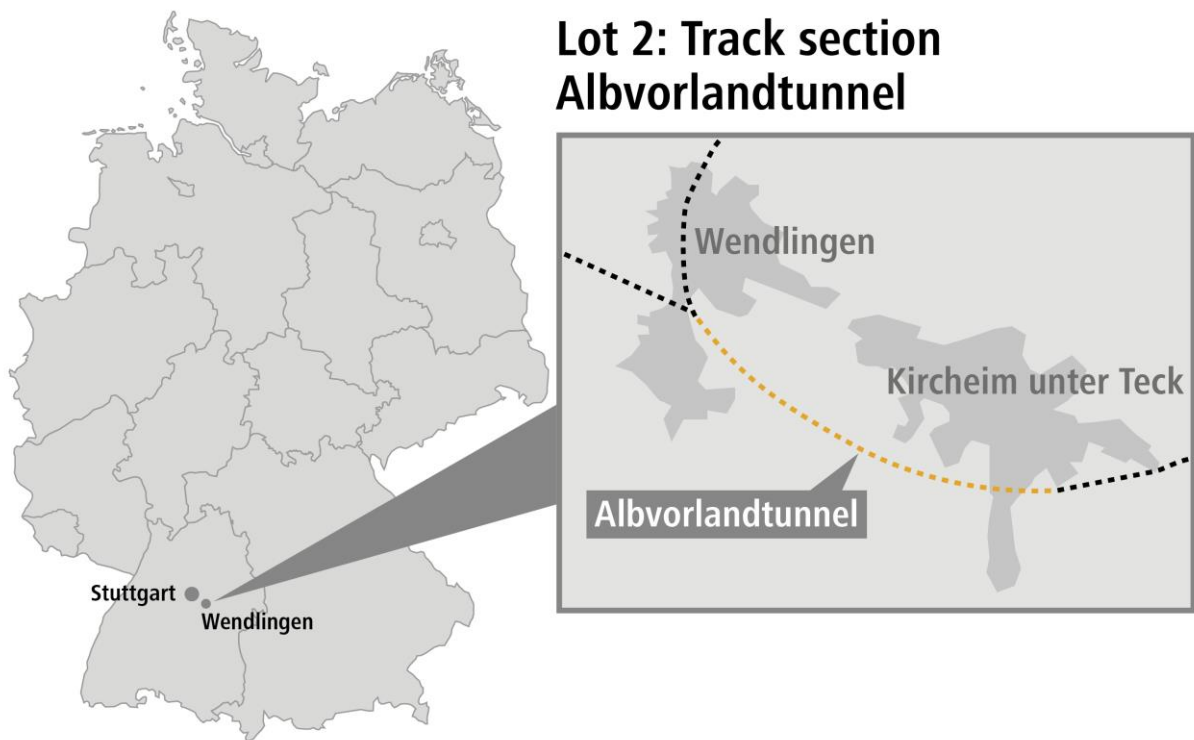 Lot 2: Track section
Albvorlandtunnel
Wendlingen
Kircheim unter Teck
Albvorlandtunnel
Stuttgart
Wendlingen